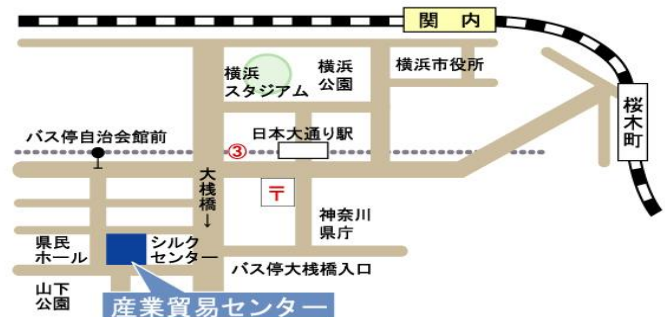 関 内
横浜
スタジアム
横浜
公園
横浜市役所
桜木町
バス停自治会館前
③
日本大通り駅
大桟橋↓
〒
神奈川
県庁
県民
ホール
シルク
センター
バス停大桟橋入口
山下
公園
産業貿易センター